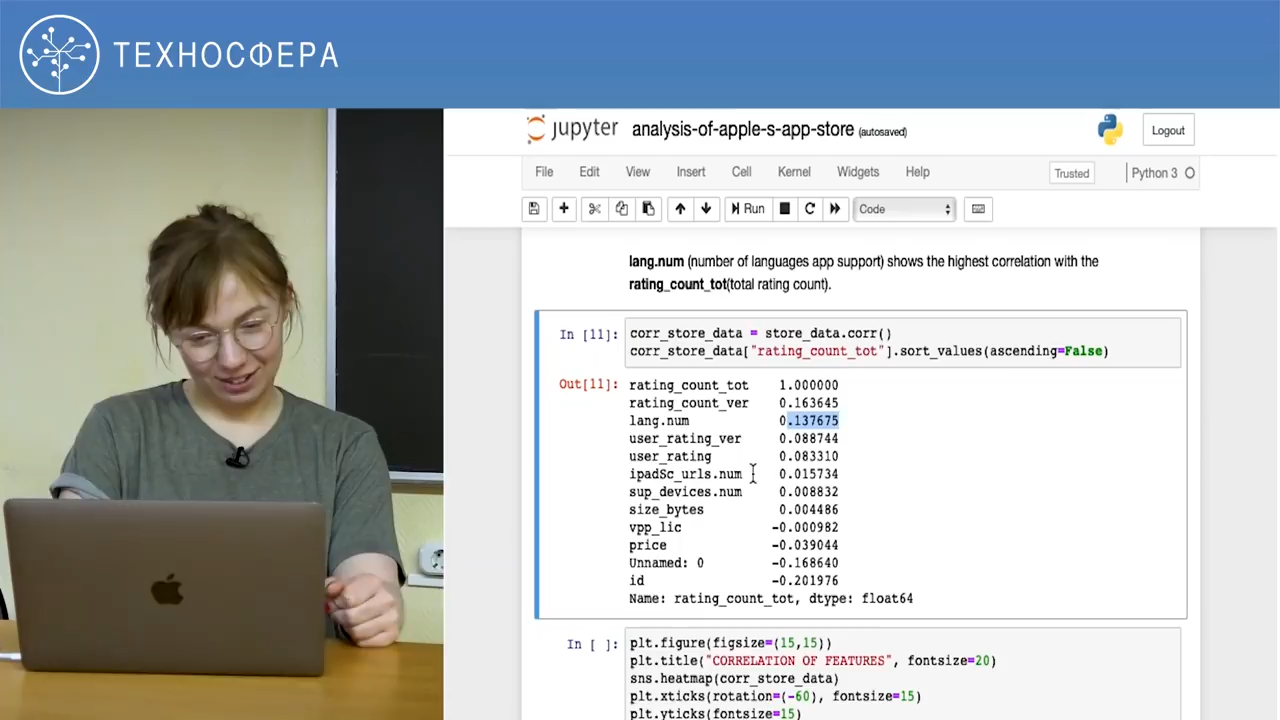 ТЕХНОСФЕРА
jupyter analysis-of-apple-s-app-store (autosaved)
Logout
File Edit View Insert Cell Kernel Widgets Help
Trusted
Python 3
Run
Code
lang.num (number of languages app support) shows the highest correlation with the
rating_count_tot(total rating count).
In [11]:
corr_store_data = store_data.corr()
corr_store_data["rating_count_tot"].sort_values(ascending=False)
Out[11]:
rating_count_tot 1.000000
rating_count_ver 0.163645
lang.num 0.137675
user_rating_ver 0.088744
user_rating 0.083310
ipadSc_urls.num 0.015734
sup_devices.num 0.008832
size_bytes 0.004486
vpp_lic -0.000982
price -0.039044
Unnamed: 0 -0.168640
id -0.201976
Name: rating_count_tot, dtype: float64
In [ ]:
plt.figure(figsize=(15,15))
plt.title("CORRELATION OF FEATURES", fontsize=20)
sns.heatmap(corr_store_data)
plt.xticks(rotation=(-60), fontsize=15)
plt.yticks(fontsize=15)